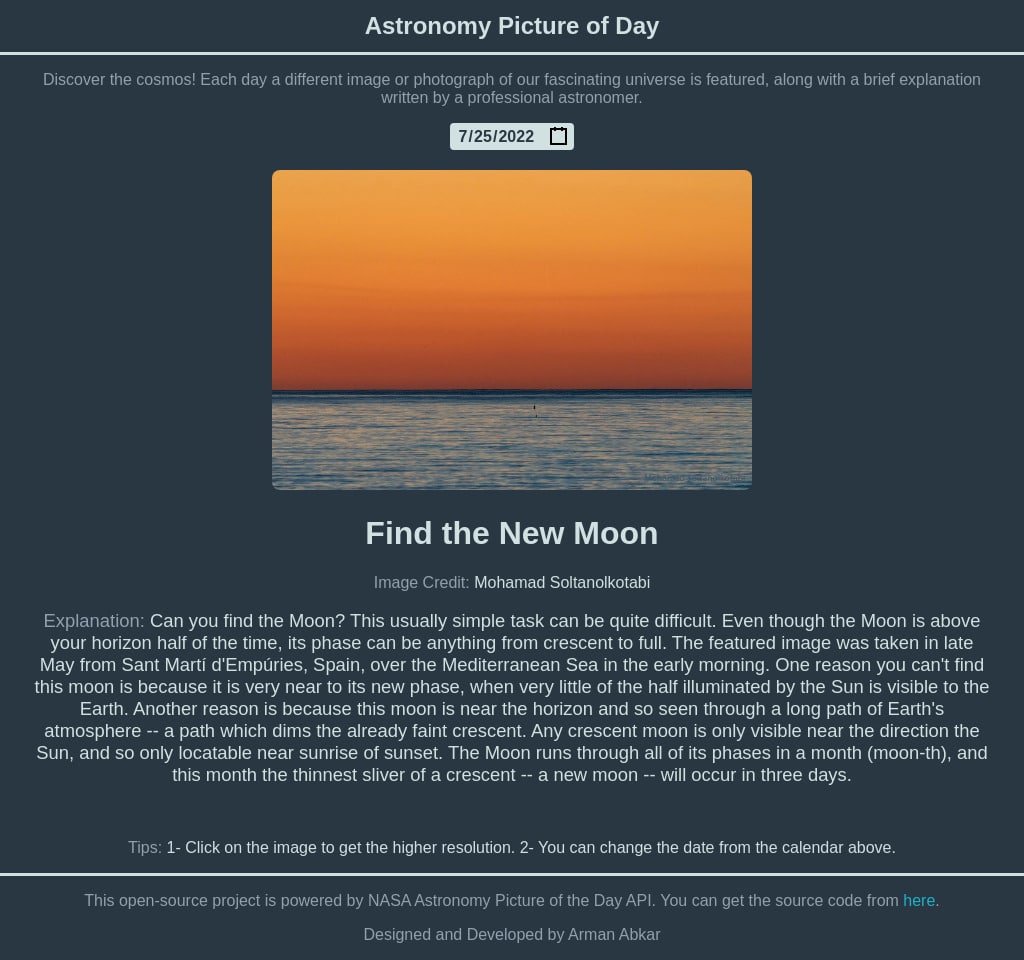 Astronomy Picture of Day
Discover the cosmos! Each day a different image or photograph of our fascinating universe is featured, along with a brief explanation
written by a professional astronomer.
7/25/2022
Find the New Moon
Image Credit: Mohamad Soltanolkotabi
Explanation: Can you find the Moon? This usually simple task can be quite difficult. Even though the Moon is above
your horizon half of the time, its phase can be anything from crescent to full. The featured image was taken in late
May from Sant Martí d'Empúries, Spain, over the Mediterranean Sea in the early morning. One reason you can't find
this moon is because it is very near to its new phase, when very little of the half illuminated by the Sun is visible to the
Earth. Another reason is because this moon is near the horizon and so seen through a long path of Earth's
atmosphere -- a path which dims the already faint crescent. Any crescent moon is only visible near the direction the
Sun, and so only locatable near sunrise of sunset. The Moon runs through all of its phases in a month (moon-th), and
this month the thinnest sliver of a crescent -- a new moon -- will occur in three days.
Tips: 1- Click on the image to get the higher resolution. 2- You can change the date from the calendar above.
This open-source project is powered by NASA Astronomy Picture of the Day API. You can get the source code from here.
Designed and Developed by Arman Abkar